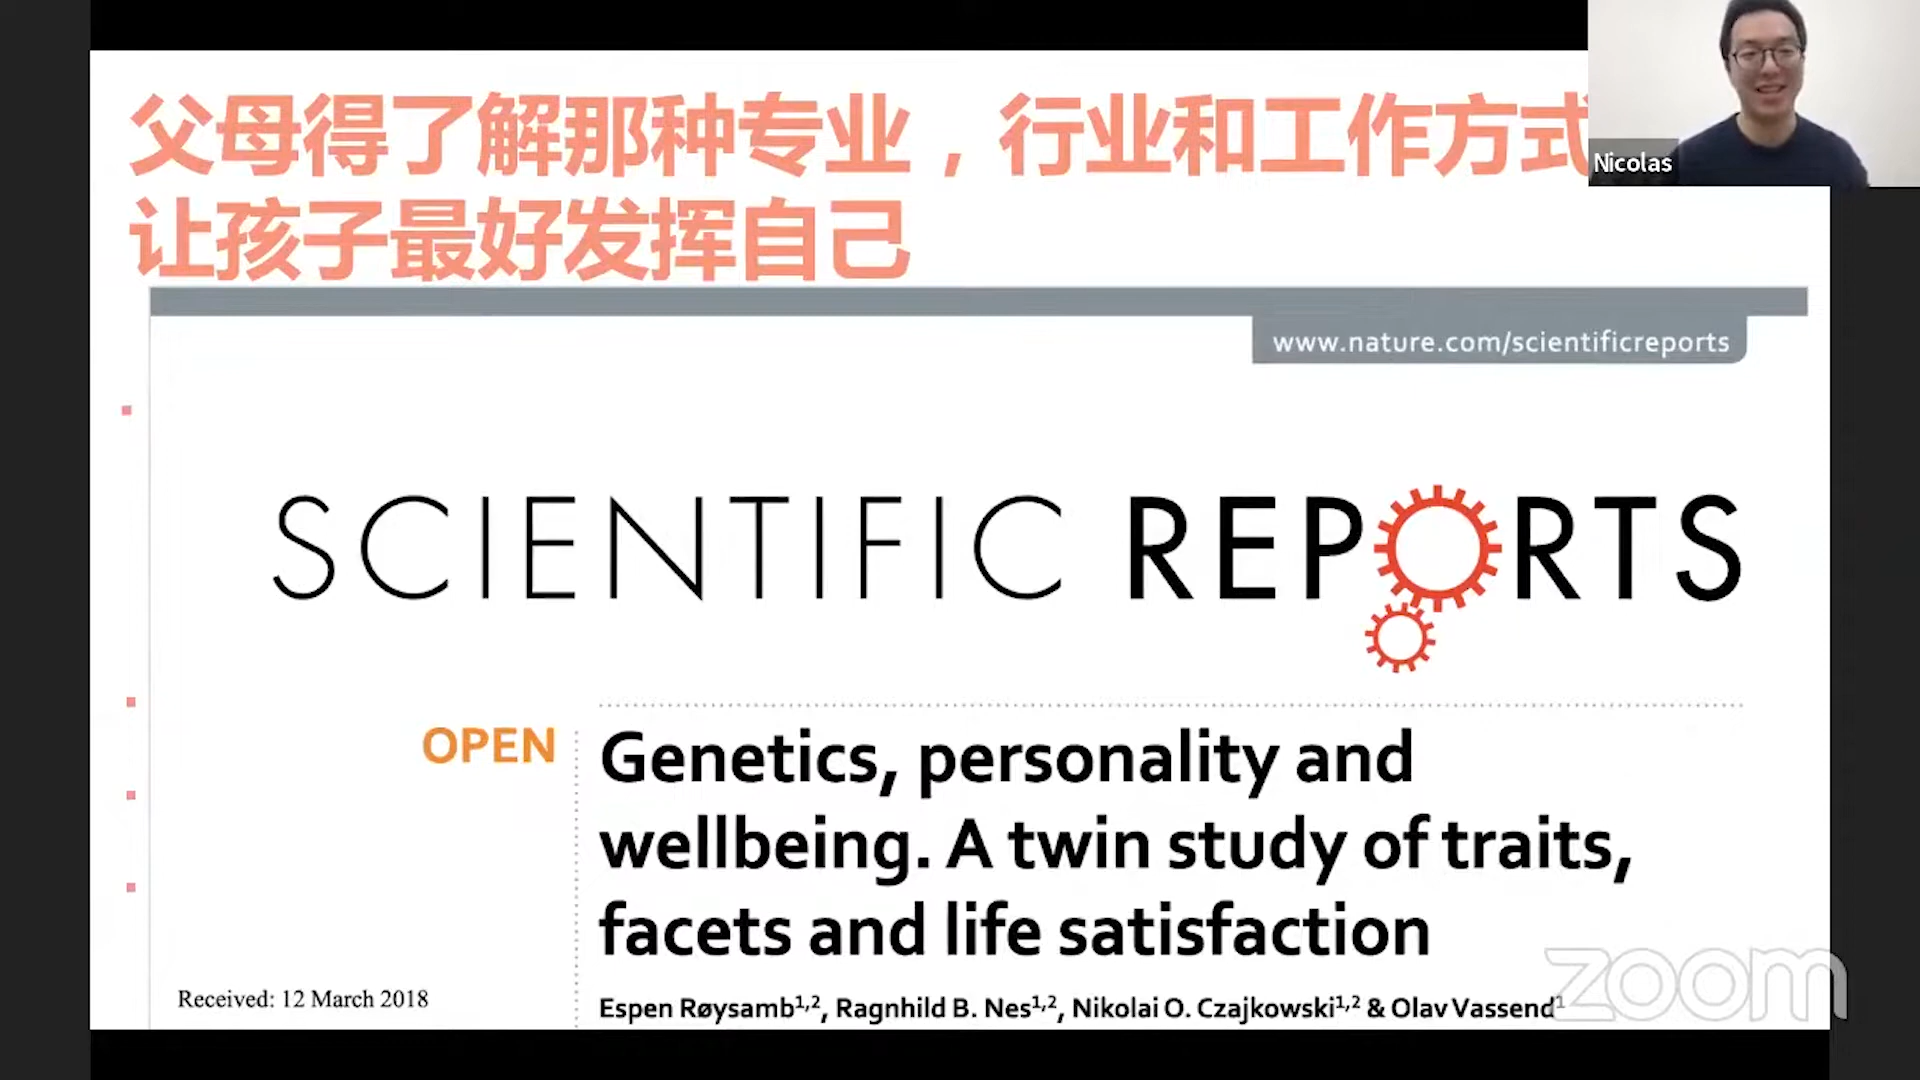 父母得了解那种专业，行业和工作方式
让孩子最好发挥自己
Nicolas
www.nature.com/scientificreports
SCIENTIFIC REPORTS
OPEN
Genetics, personality and
wellbeing. A twin study of traits,
facets and life satisfaction
Received: 12 March 2018
Espen Røysamb1,2, Ragnhild B. Nes1,2, Nikolai O. Czajkowski1,2 & Olav Vassend1
zoom